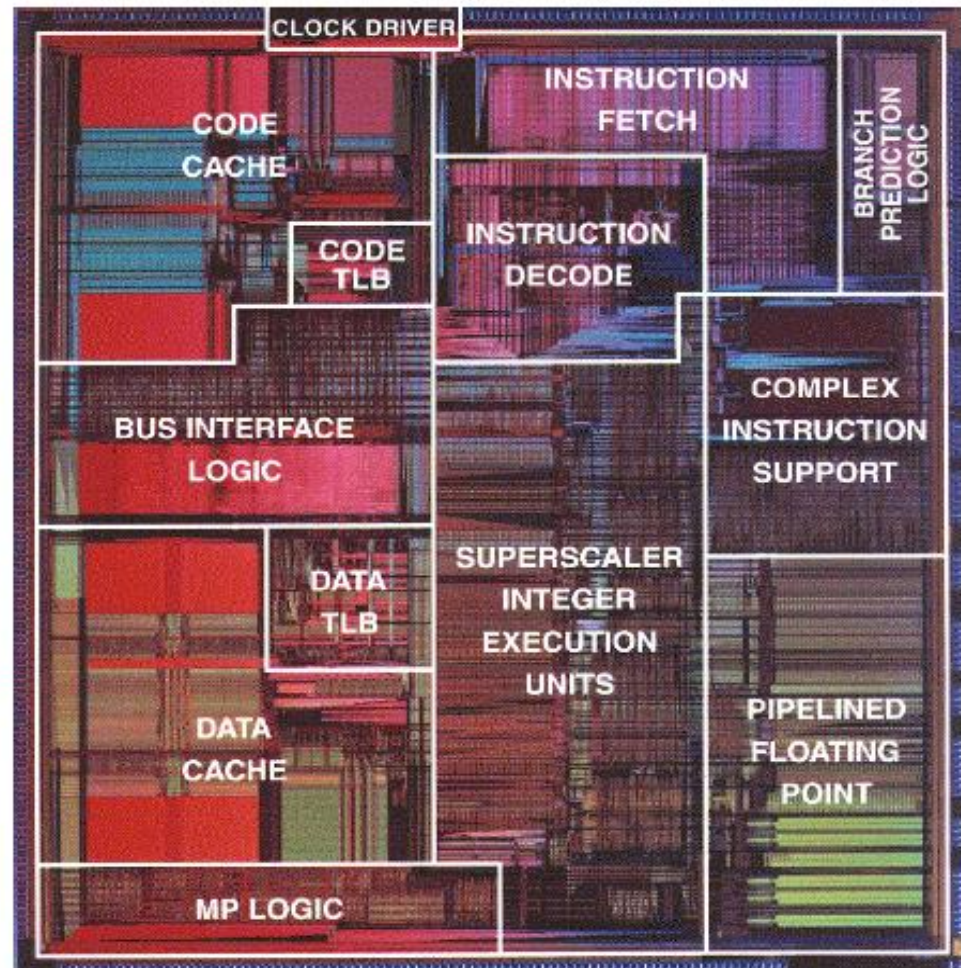 CLOCK DRIVER
CODE
CACHE
INSTRUCTION
FETCH
BRANCH
PREDICTION
LOGIC
CODE
TLB
INSTRUCTION
DECODE
BUS INTERFACE
LOGIC
COMPLEX
INSTRUCTION
SUPPORT
DATA
TLB
SUPERSCALER
INTEGER
EXECUTION
UNITS
DATA
CACHE
PIPELINED
FLOATING
POINT
MP LOGIC